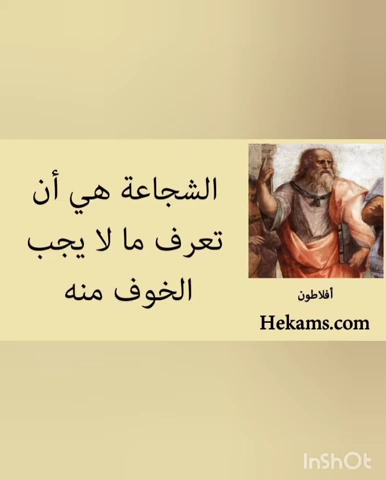 الشجاعة هي أن
تعرف ما لا يجب
الخوف منه
أفلاطون
Hekams.com
InShOt